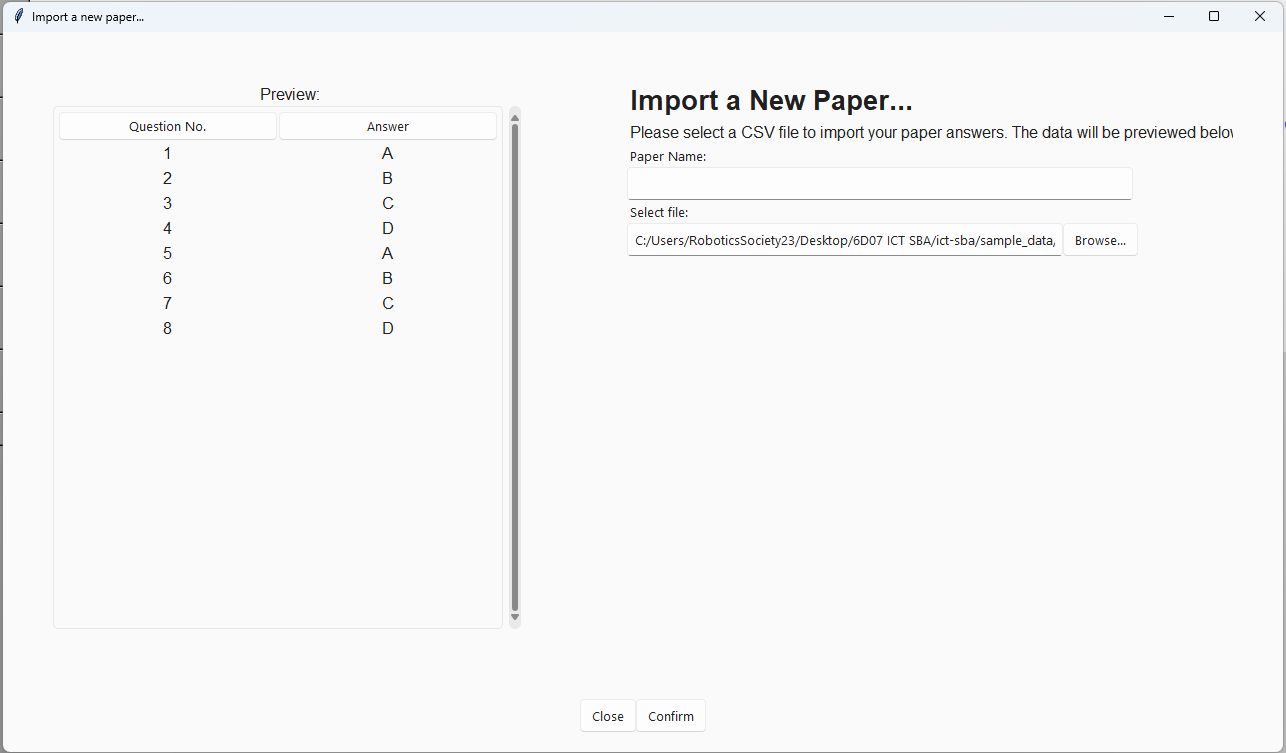 Import a new paper...
Preview:
Question No. Answer
1 A
2 B
3 C
4 D
5 A
6 B
7 C
8 D
Import a New Paper...
Please select a CSV file to import your paper answers. The data will be previewed
Paper Name:
Select file:
C:/Users/RoboticsSociety23/Desktop/6D07 ICT SBA/ict-sba/sample_data, Browse...
Close Confirm